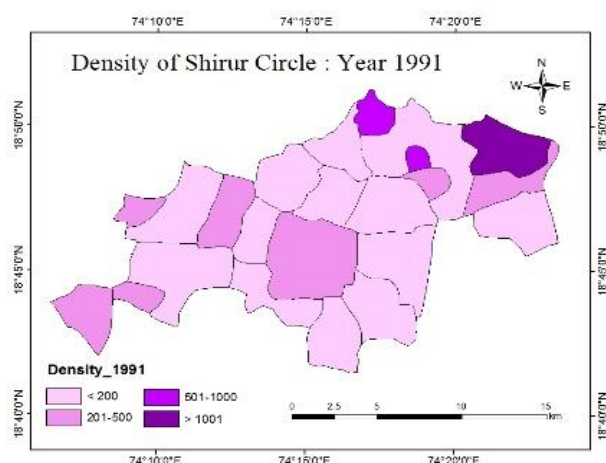 74°10'0"E 74°15'0"E 74°20'0"E
Density of Shirur Circle : Year 1991
N
W E
S
18°50'0"N 18°50'0"N
18°45'0"N 18°45'0"N
Density_1991
< 200 501-1000
201-500 > 1001
0 2.5 5 10 15
km
18°40'0"N 18°40'0"N
74°10'0"E 74°15'0"E 74°20'0"E